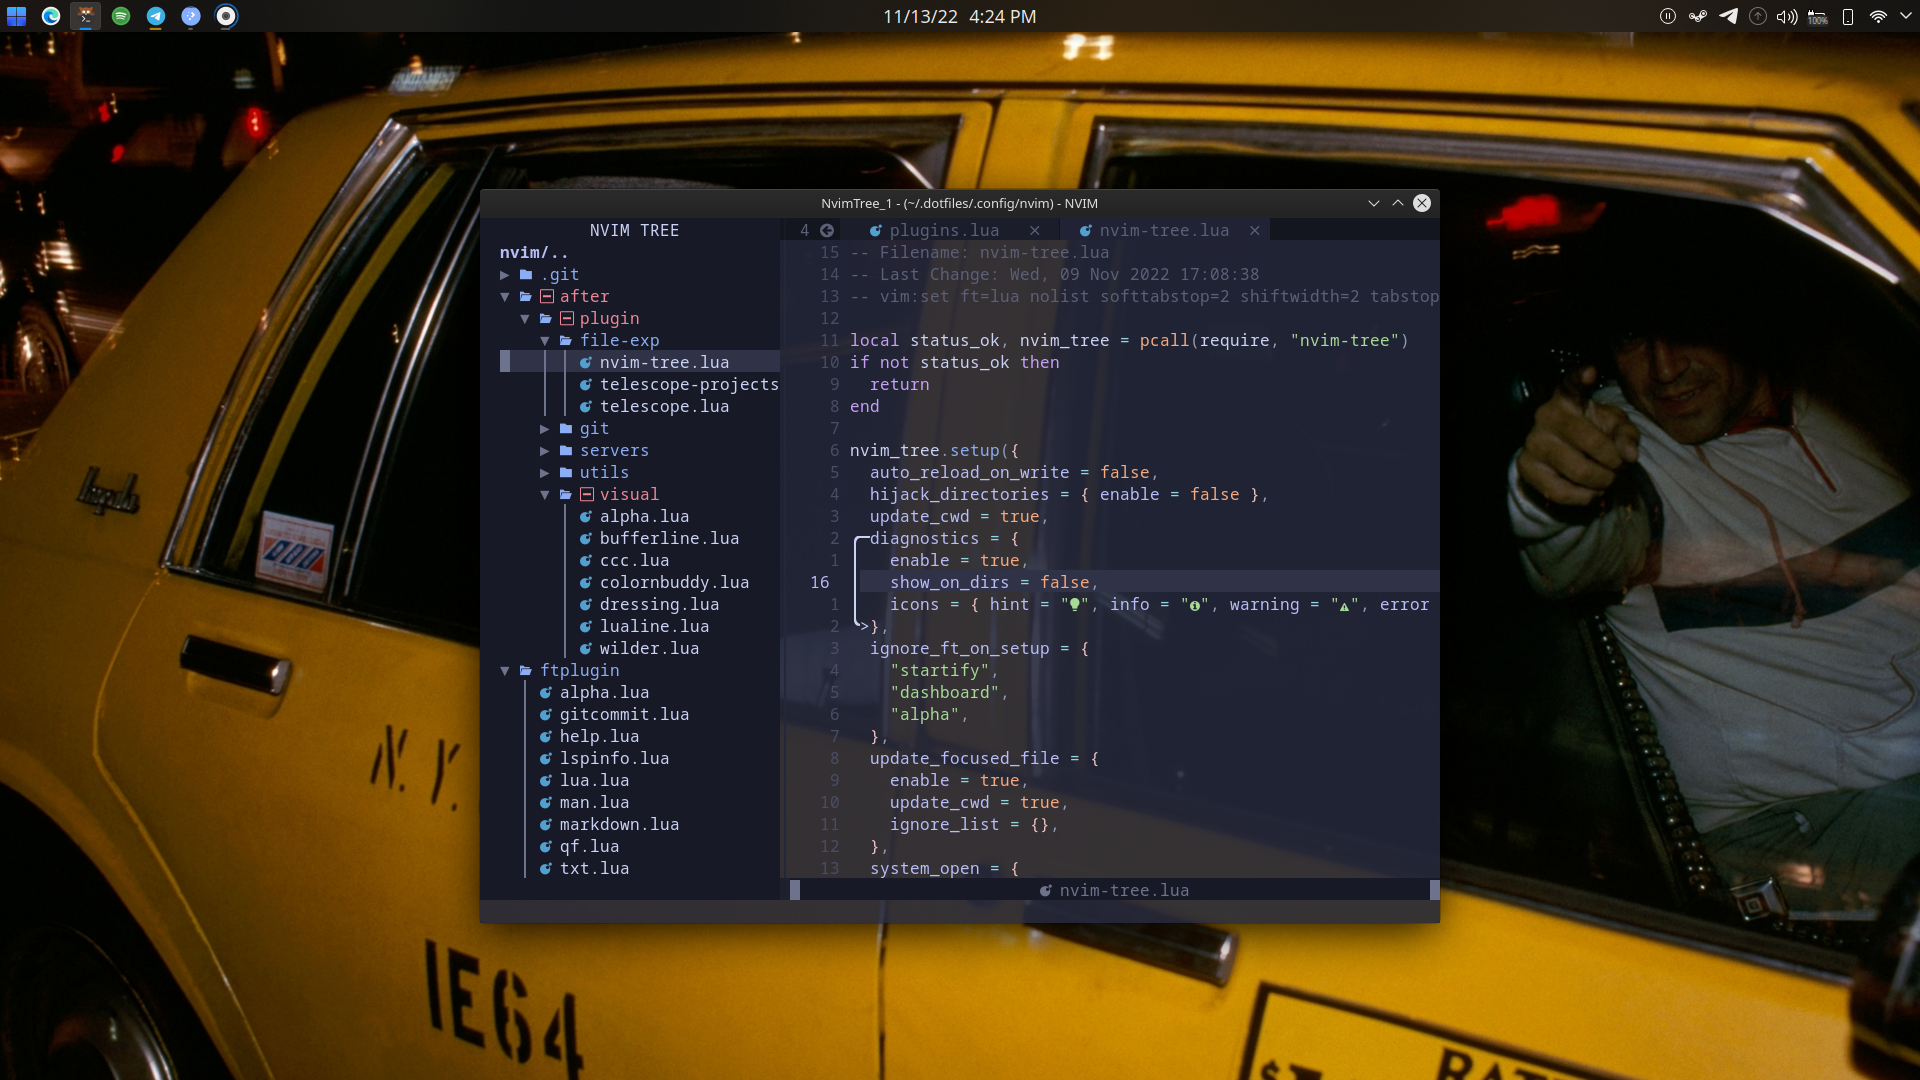 11/13/22 4:24 PM
100%
NvimTree_1 - (~/.dotfiles/.config/nvim) - NVIM
NVIM TREE
nvim/..
.git
after
plugin
file-exp
nvim-tree.lua
telescope-projects
telescope.lua
git
servers
utils
visual
alpha.lua
bufferline.lua
ccc.lua
colornbuddy.lua
dressing.lua
lualine.lua
wilder.lua
ftplugin
alpha.lua
gitcommit.lua
help.lua
lspinfo.lua
lua.lua
man.lua
markdown.lua
qf.lua
txt.lua
4 plugins.lua nvim-tree.lua
15 -- Filename: nvim-tree.lua
14 -- Last Change: Wed, 09 Nov 2022 17:08:38
13 -- vim:set ft=lua nolist softtabstop=2 shiftwidth=2 tabstop
12
11 local status_ok, nvim_tree = pcall(require, "nvim-tree")
10 if not status_ok then
9 return
8 end
7
6 nvim_tree.setup({
5 auto_reload_on_write = false,
4 hijack_directories = { enable = false },
3 update_cwd = true,
2 diagnostics = {
1 enable = true,
16 show_on_dirs = false,
1 icons = { hint = "", info = "", warning = "", error
2 >},
3 ignore_ft_on_setup = {
4 "startify",
5 "dashboard",
6 "alpha",
7 },
8 update_focused_file = {
9 enable = true,
10 update_cwd = true,
11 ignore_list = {},
12 },
13 system_open = {
nvim-tree.lua
Impala
N.Y.
1E64